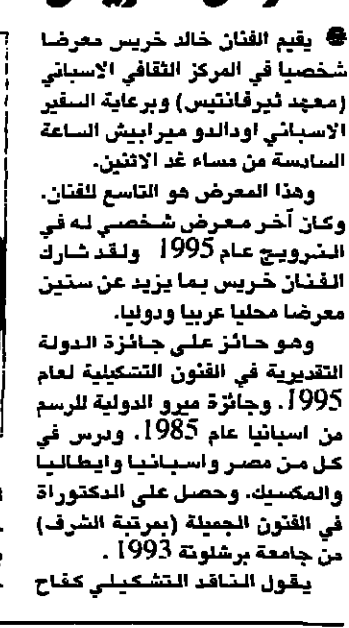 يقيم الفنان خالد خريس معرضا
شخصيا في المركز الثقافي الاسباني
(معهد ثيرفانتيس) وبرعاية السفير
الاسباني اودالدو ميرابيش الساعة
السادسة من مساء غد الاثنين.
وهذا المعرض هو التاسع للفنان.
وكان آخر معرض شخصي له في
النرويج عام 1995 ولقد شارك
الفنان خريس بما يزيد عن ستين
معرضا محليا عربيا ودوليا.
وهو حائز على جائزة الدولة
التقديرية في الفنون التشكيلية لعام
1995. وجائزة ميرو الدولية للرسم
من اسبانيا عام 1985. ودرس في
كل من مصر واسبانيا وايطاليا
والمكسيك. وحصل على الدكتوراة
في الفنون الجميلة (بمرتبة الشرف)
من جامعة برشلونة 1993 .
يقول الناقد التشكيلي كفاح